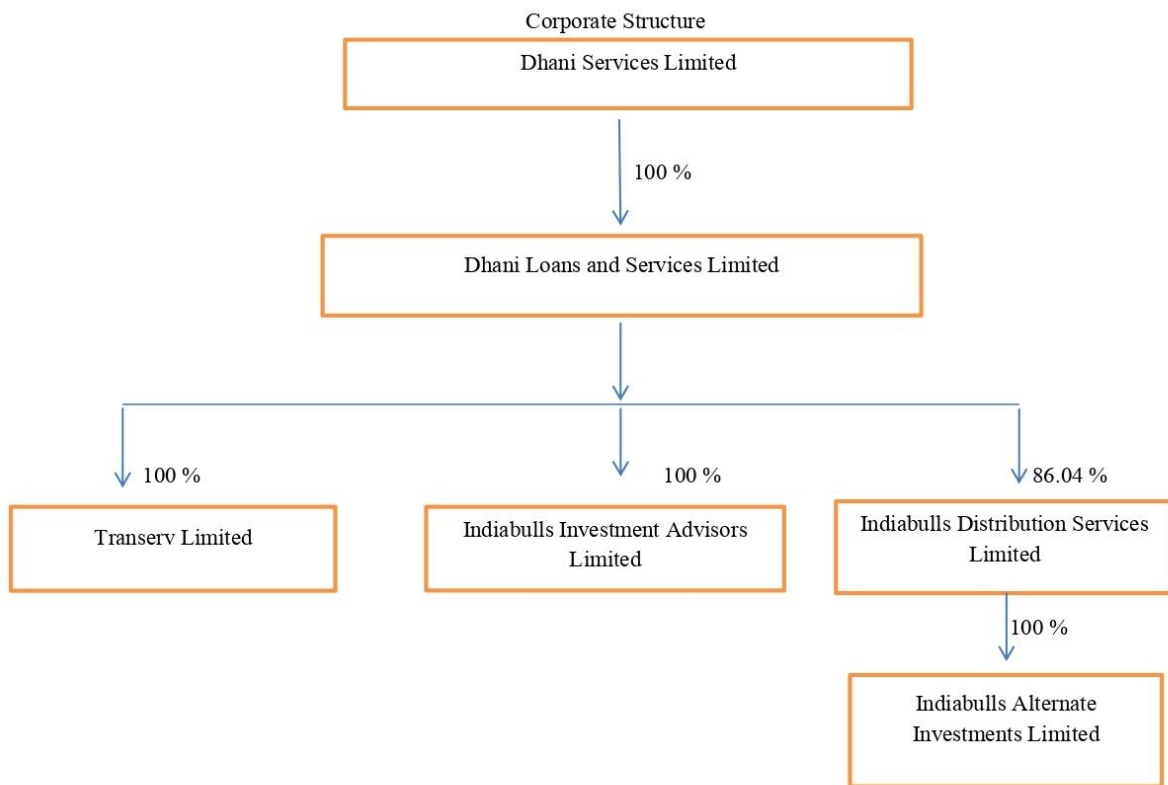 Corporate Structure
Dhani Services Limited
100 %
Dhani Loans and Services Limited
100 %
100 %
86.04 %
Transerv Limited
Indiabulls Investment Advisors
Limited
Indiabulls Distribution Services
Limited
100 %
Indiabulls Alternate
Investments Limited